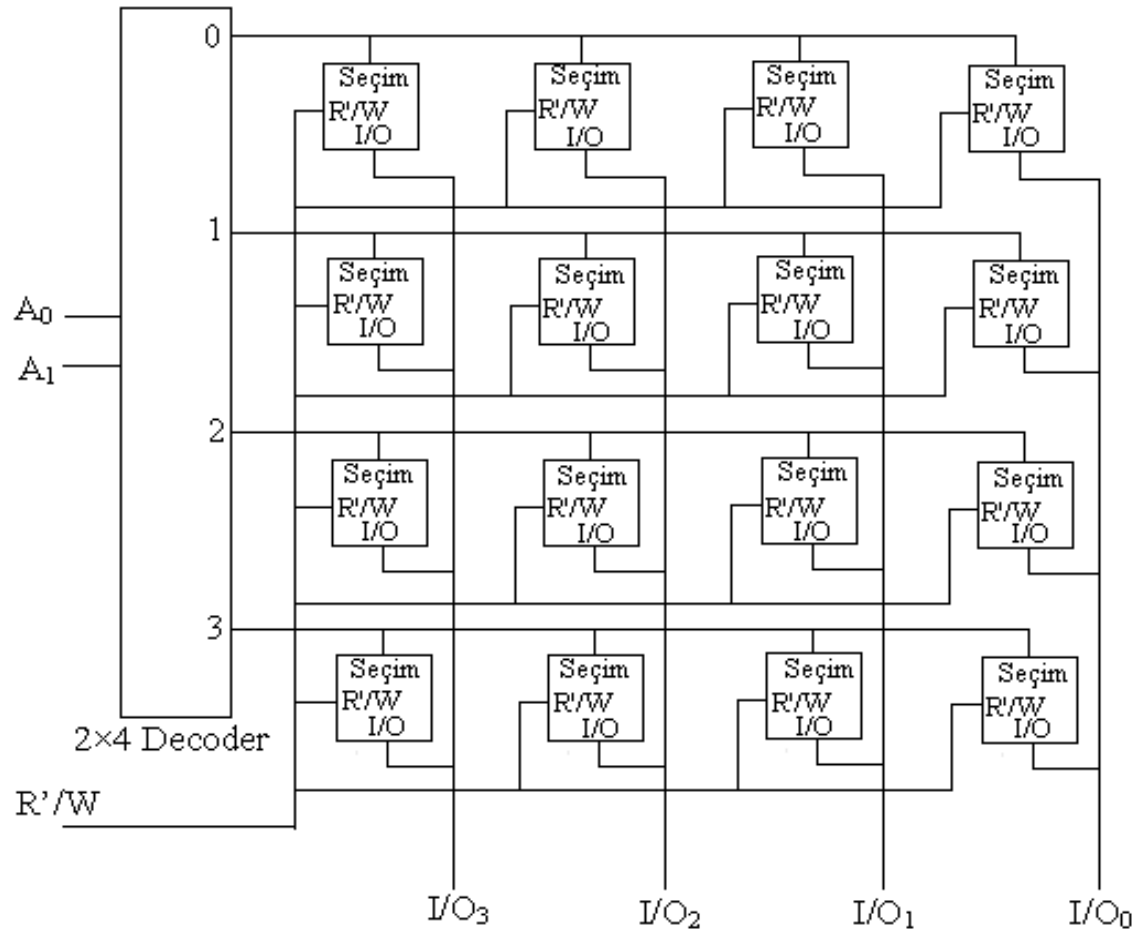 0
Seçim Seçim Seçim Seçim
R'/W R'/W R'/W R'/W
I/O I/O I/O I/O
1
Seçim Seçim Seçim Seçim
R'/W R'/W R'/W R'/W
I/O I/O I/O I/O
A₀
A₁
2
Seçim Seçim Seçim Seçim
R'/W R'/W R'/W R'/W
I/O I/O I/O I/O
3
Seçim Seçim Seçim Seçim
R'/W R'/W R'/W R'/W
I/O I/O I/O I/O
2×4 Decoder
R’/W
I/O₃ I/O₂ I/O₁ I/O₀